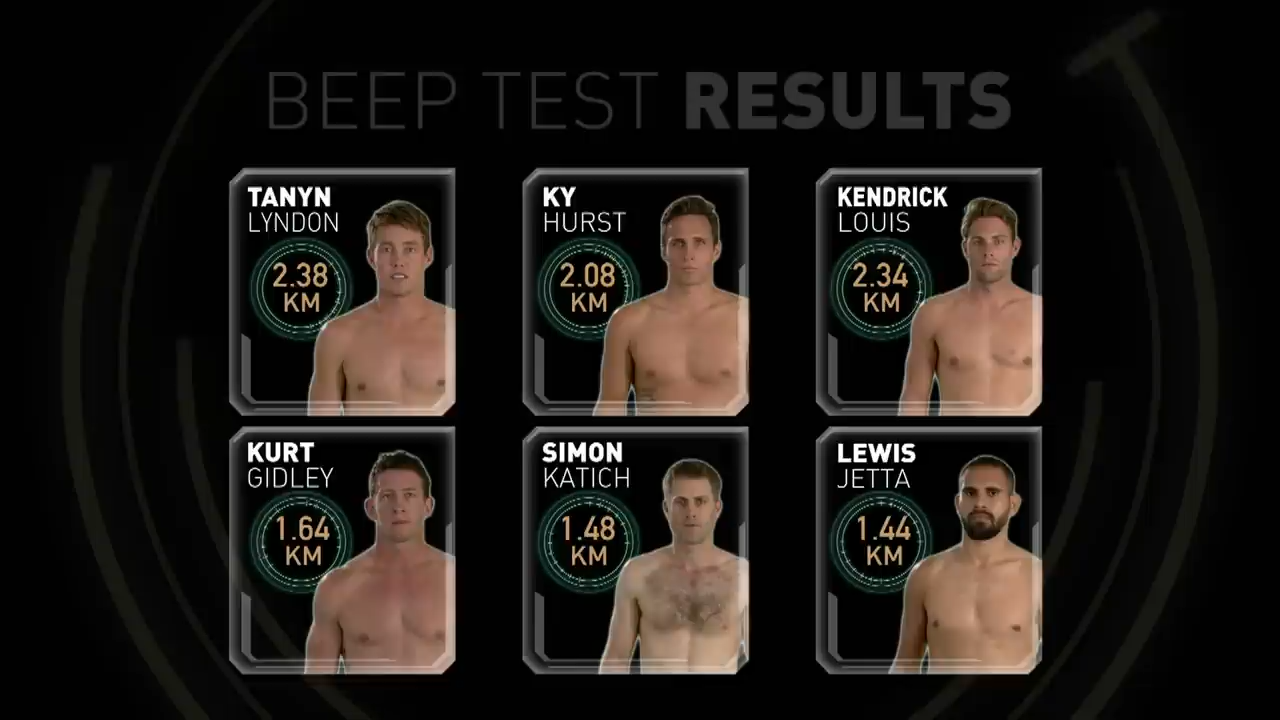 BEEP TEST RESULTS
TANYN
LYNDON
2.38
KM
KY
HURST
2.08
KM
KENDRICK
LOUIS
2.34
KM
KURT
GIDLEY
1.64
KM
SIMON
KATICH
1.48
KM
LEWIS
JETTA
1.44
KM